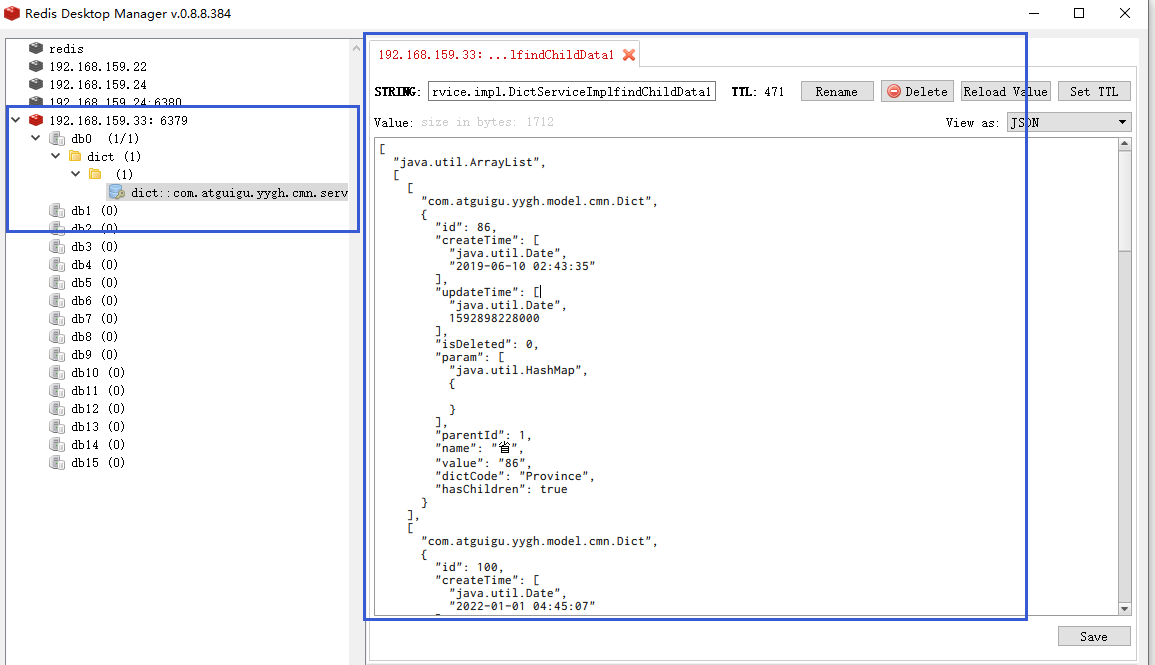 Redis Desktop Manager v.0.8.8.384
redis
192.168.159.22
192.168.159.24
192.168.159.24:6380
192.168.159.33: 6379
db0 (1/1)
dict (1)
(1)
dict::com.atguigu.yygh.cmn.serv
db1 (0)
db2 (0)
db3 (0)
db4 (0)
db5 (0)
db6 (0)
db7 (0)
db8 (0)
db9 (0)
db10 (0)
db11 (0)
db12 (0)
db13 (0)
db14 (0)
db15 (0)
192.168.159.33: ...lfindChildData1
STRING: rvice.impl.DictServiceImplfindChildData1 TTL: 471 Rename Delete Reload Value Set TTL
Value: size in bytes: 1712 View as: JSON
[
"java.util.ArrayList",
[
[
"com.atguigu.yygh.model.cmn.Dict",
{
"id": 86,
"createTime": [
"java.util.Date",
"2019-06-10 02:43:35"
],
"updateTime": [
"java.util.Date",
1592898228000
],
"isDeleted": 0,
"param": [
"java.util.HashMap",
{
}
],
"parentId": 1,
"name": "省",
"value": "86",
"dictCode": "Province",
"hasChildren": true
}
],
[
"com.atguigu.yygh.model.cmn.Dict",
{
"id": 100,
"createTime": [
"java.util.Date",
"2022-01-01 04:45:07"
Save